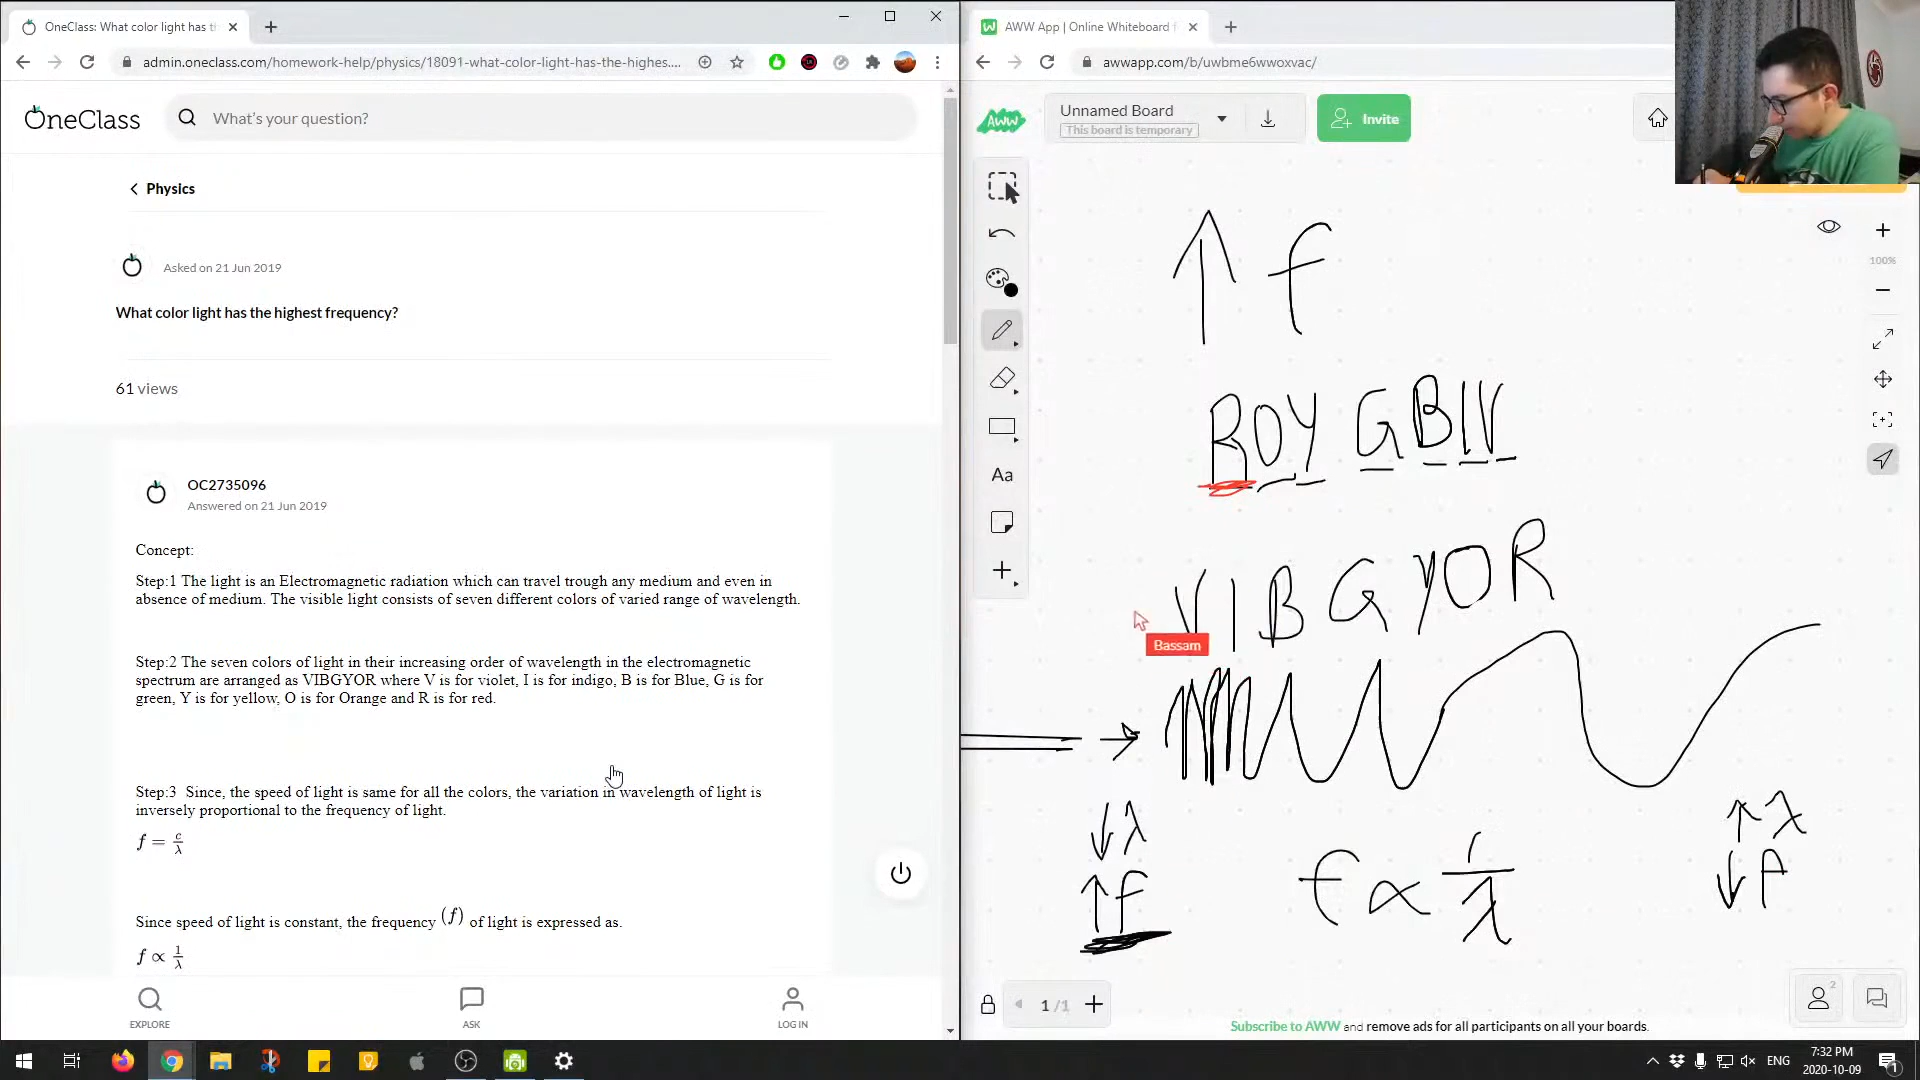 OneClass: What color light has t
admin.oneclass.com/homework-help/physics/18091-what-color-light-has-the-highes....
OneClass
What's your question?
Physics
Asked on 21 Jun 2019
What color light has the highest frequency?
61 views
OC2735096
Answered on 21 Jun 2019
Concept:
Step:1 The light is an Electromagnetic radiation which can travel trough any medium and even in
absence of medium. The visible light consists of seven different colors of varied range of wavelength.
Step:2 The seven colors of light in their increasing order of wavelength in the electromagnetic
spectrum are arranged as VIBGYOR where V is for violet, I is for indigo, B is for Blue, G is for
green, Y is for yellow, O is for Orange and R is for red.
Step:3 Since, the speed of light is same for all the colors, the variation in wavelength of light is
inversely proportional to the frequency of light.
f = c/λ
Since speed of light is constant, the frequency (f) of light is expressed as.
f ∝ 1/λ
EXPLORE
ASK
LOG IN
AWW App | Online Whiteboard f
awwapp.com/b/uwbme6wwoxvac/
AWW
Unnamed Board
This board is temporary
Invite
100%
Aa
↑ f
ROY GBIV
VIBGYOR
Bassam
↓λ
↑f
f ∝ 1/λ
↑λ
↓f
1 /1
2
Subscribe to AWW and remove ads for all participants on all your boards.
ENG
7:32 PM
2020-10-09
1